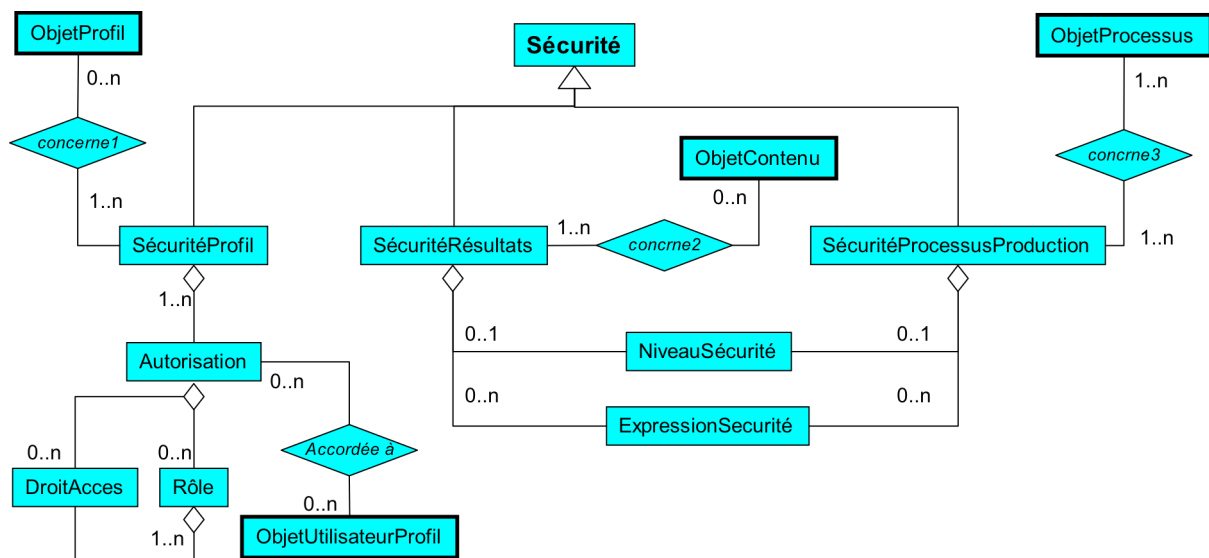 ObjetProfil
Sécurité
ObjetProcessus
0..n
1..n
concerne1
ObjetContenu
concrne3
1..n
0..n
SécuritéProfil
SécuritéRésultats
1..n
concrne2
SécuritéProcessusProduction
1..n
1..n
0..1
0..1
Autorisation
NiveauSécurité
0..n
0..n
0..n
ExpressionSecurité
0..n
0..n
Accordée à
DroitAcces
Rôle
0..n
1..n
ObjetUtilisateurProfil